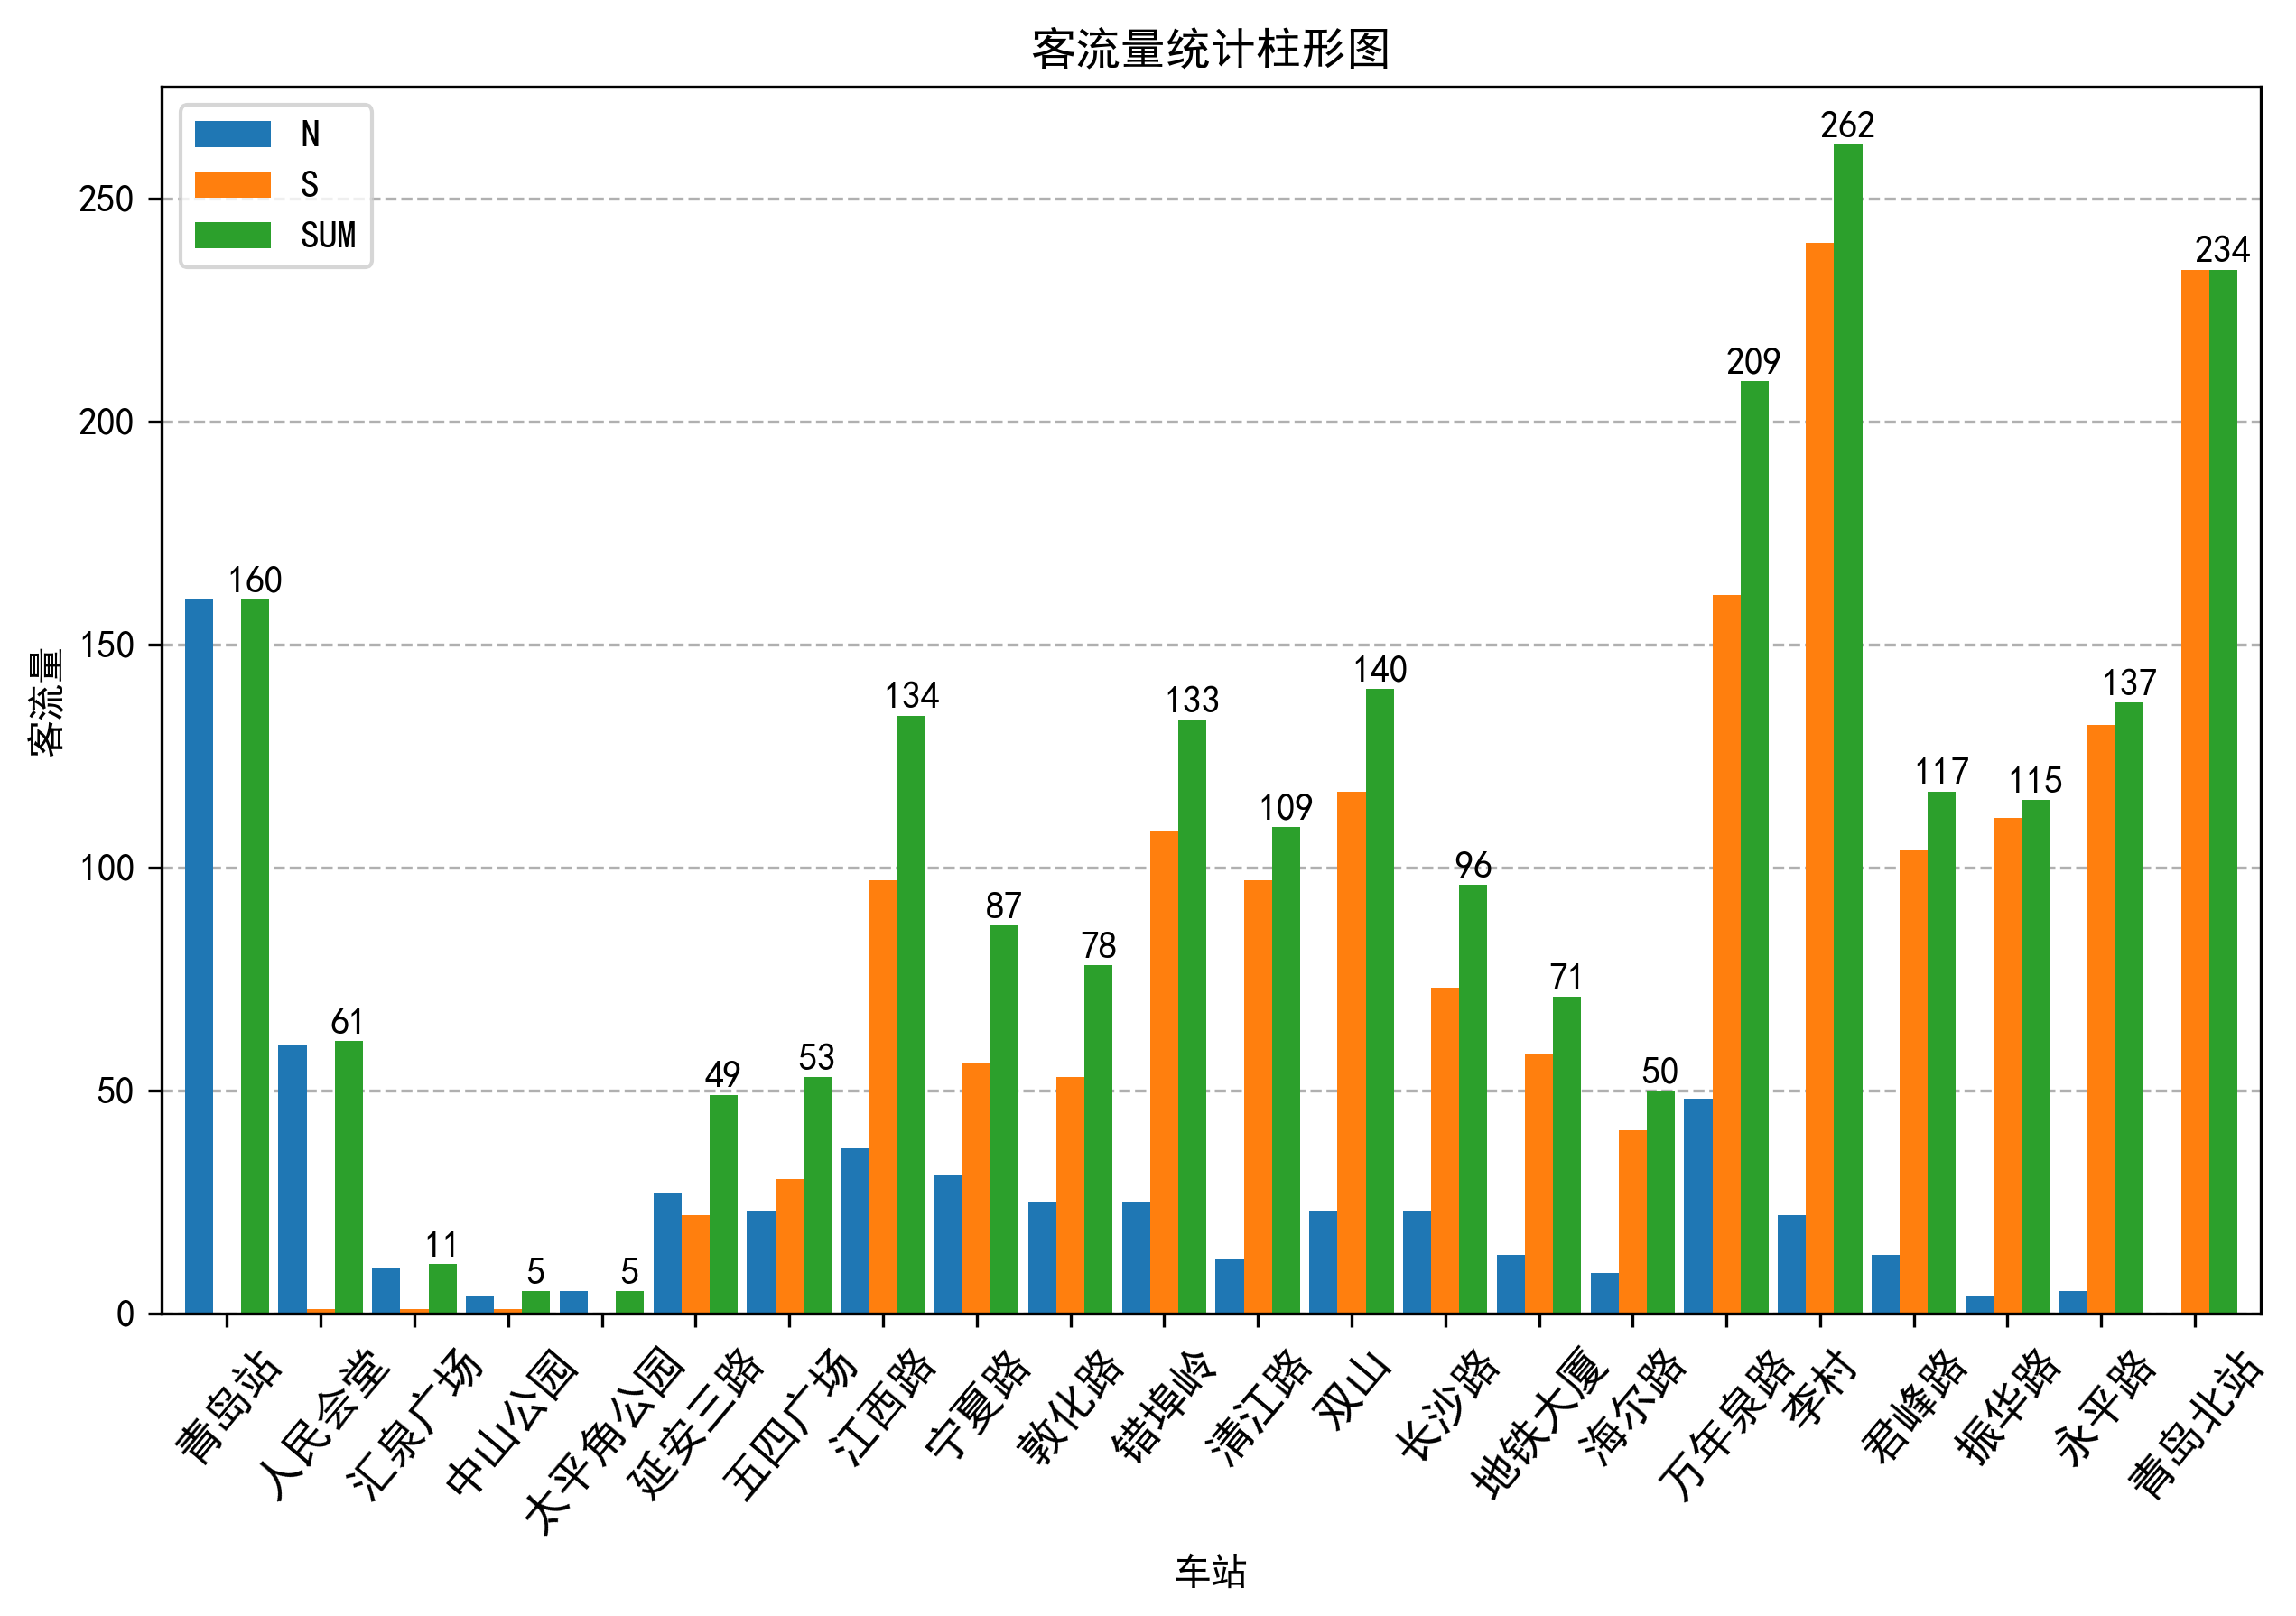 客流量统计柱形图
N
S
SUM
客流量
250
200
150
100
50
0
160
61
11
5
5
49
53
134
87
78
133
109
140
96
71
50
209
262
117
115
137
234
青岛站
人民会堂
汇泉广场
中山公园
太平角公园
延安三路
五四广场
江西路
宁夏路
敦化路
错埠岭
清江路
双山
长沙路
地铁大厦
海尔路
万年泉路
李村
君峰路
振华路
永平路
青岛北站
车站